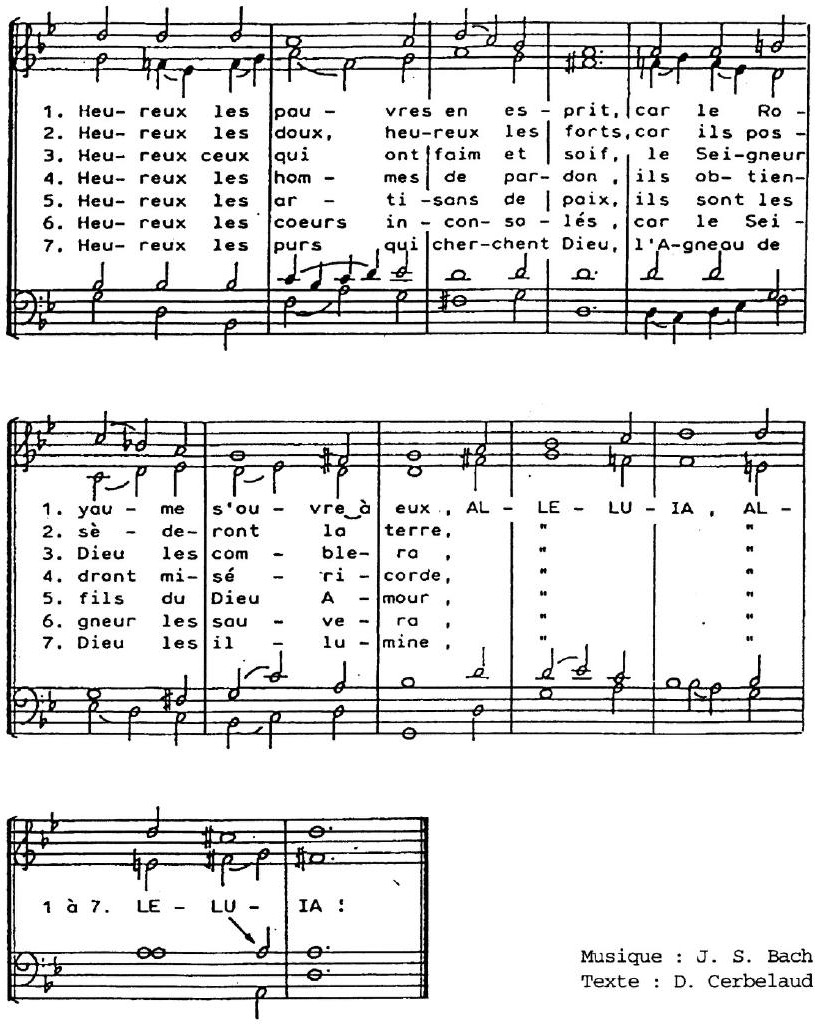 1. Heu- reux les pau - vres en es - prit, car le Ro -
2. Heu- reux les doux, heu-reux les forts, car ils pos -
3. Heu- reux ceux qui ont faim et soif, le Sei-gneur
4. Heu- reux les hom - mes de par- don , ils ob- tien-
5. Heu- reux les ar - ti -sans de paix, ils sont les
6. Heu- reux les coeurs in - con- so - lés , car le Sei -
7. Heu- reux les purs qui cher-chent Dieu, l'A-gneau de
1. yau - me s'ou - vre à eux , AL - LE - LU - IA , AL -
2. sè - de- ront la terre, " "
3. Dieu les com - ble- ra , " "
4. dront mi- sé - ri - corde, " "
5. fils du Dieu A - mour , " "
6. gneur les sau - ve - ra , " "
7. Dieu les il - lu - mine , " "
1 à 7. LE - LU - IA !
Musique : J. S. Bach
Texte : D. Cerbelaud